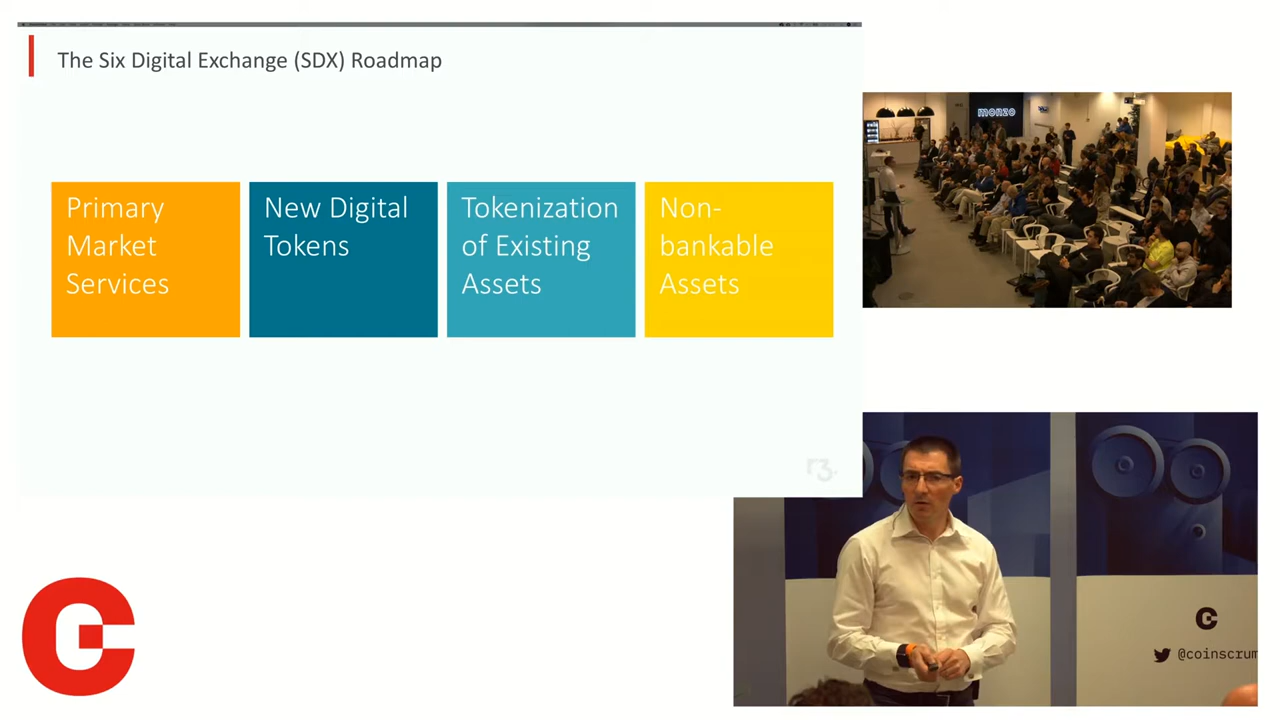 The Six Digital Exchange (SDX) Roadmap
Primary
Market
Services
New Digital
Tokens
Tokenization
of Existing
Assets
Non-
bankable
Assets
r3.
monzo
@coinscrum